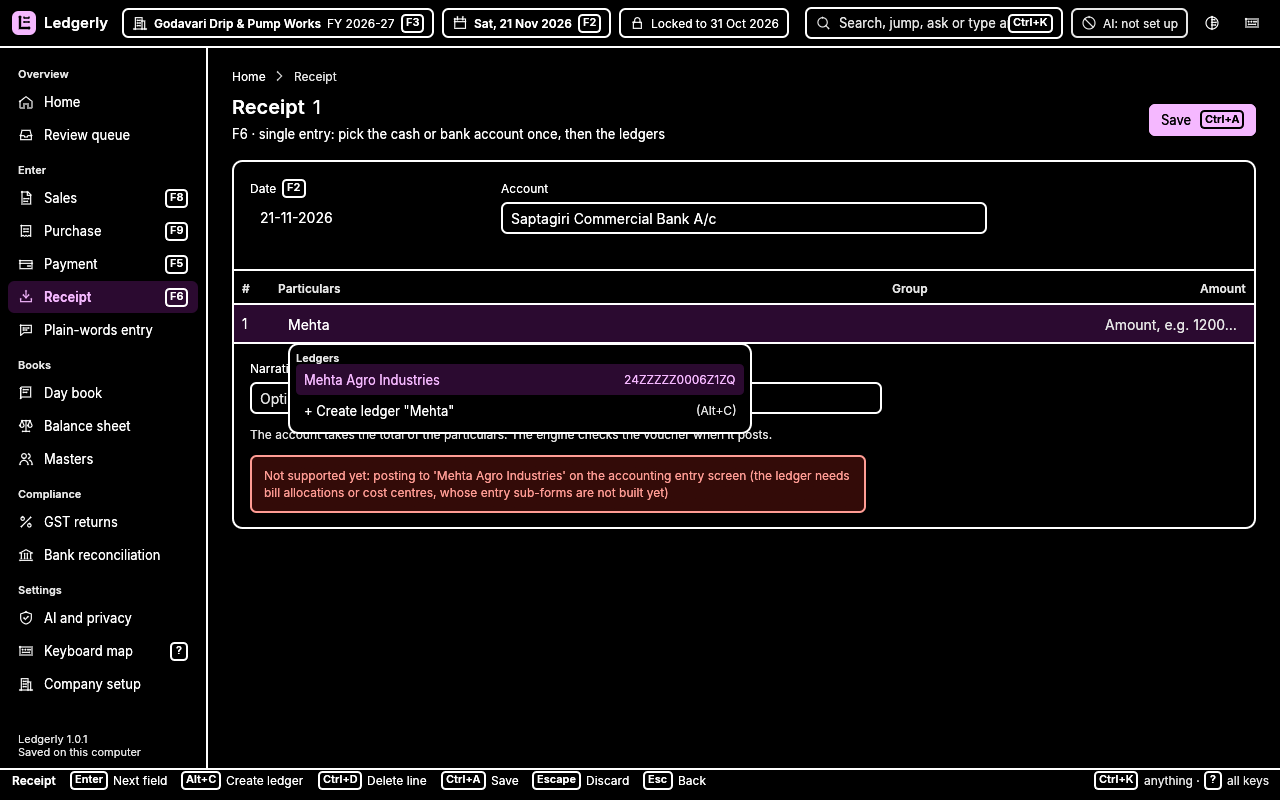 Ledgerly
Godavari Drip & Pump Works FY 2026-27 F3
Sat, 21 Nov 2026 F2
Locked to 31 Oct 2026
Search, jump, ask or type a Ctrl+K
AI: not set up
Overview
Home
Review queue
Enter
Sales F8
Purchase F9
Payment F5
Receipt F6
Plain-words entry
Books
Day book
Balance sheet
Masters
Compliance
GST returns
Bank reconciliation
Settings
AI and privacy
Keyboard map ?
Company setup
Ledgerly 1.0.1
Saved on this computer
Home > Receipt
Receipt 1
F6 · single entry: pick the cash or bank account once, then the ledgers
Save Ctrl+A
Date F2
Account
21-11-2026
Saptagiri Commercial Bank A/c
# Particulars Group Amount
1 Mehta Amount, e.g. 1200...
Narrati
Opti
Ledgers
Mehta Agro Industries 24ZZZZZ0006Z1ZQ
+ Create ledger "Mehta" (Alt+C)
The account takes the total of the particulars. The engine checks the voucher when it posts.
Not supported yet: posting to 'Mehta Agro Industries' on the accounting entry screen (the ledger needs
bill allocations or cost centres, whose entry sub-forms are not built yet)
Receipt Enter Next field Alt+C Create ledger Ctrl+D Delete line Ctrl+A Save Escape Discard Esc Back
Ctrl+K anything · ? all keys